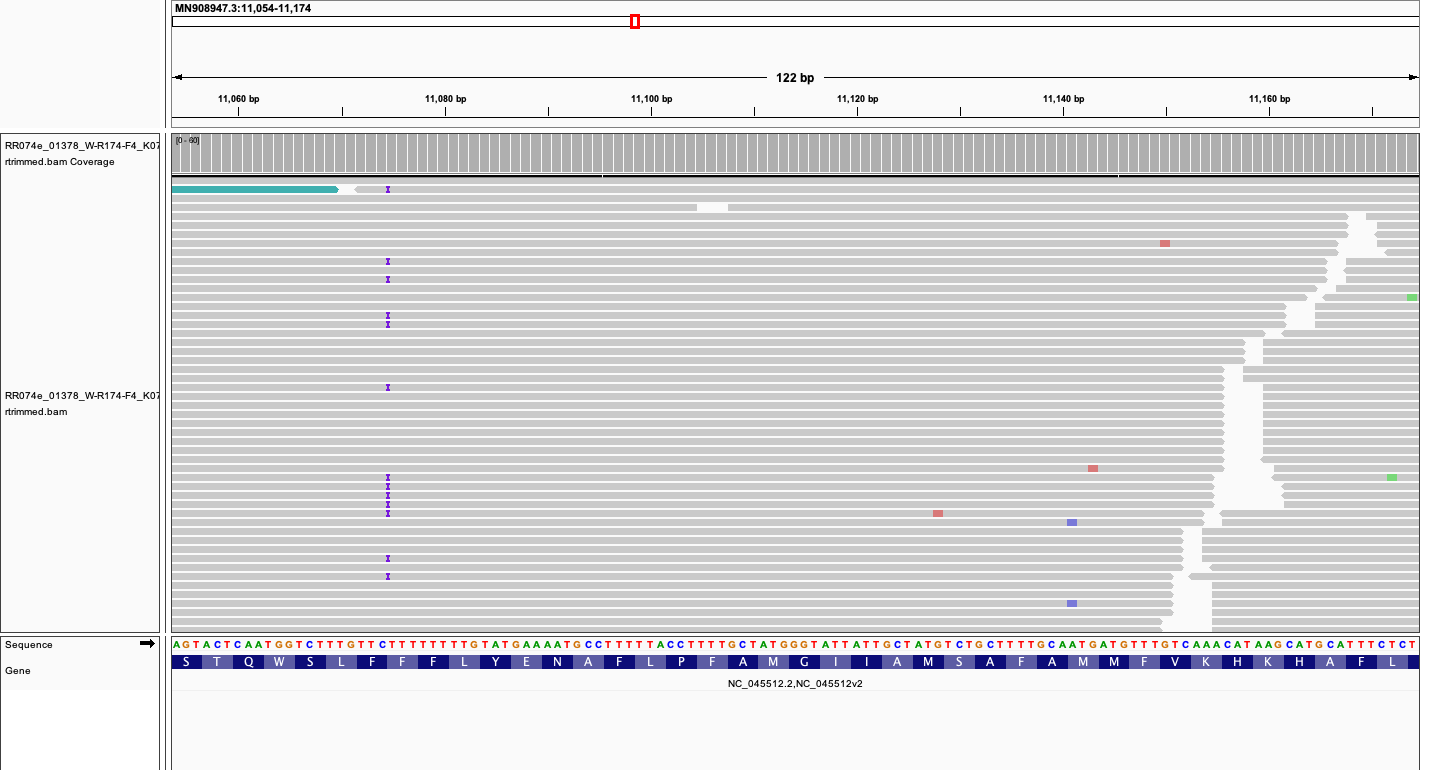 MN908947.3:11,054-11,174
122 bp
11,060 bp 11,080 bp 11,100 bp 11,120 bp 11,140 bp 11,160 bp
RR074e_01378_W-R174-F4_K07
rtrimmed.bam Coverage
[0 - 60]
RR074e_01378_W-R174-F4_K07
rtrimmed.bam
Sequence
AGTACTCAATGGTCTTTGTTCTTTTTTTTGTATGAAAATGCCTTTTTACCTTTTGCTATGGGTATTATTGCTATGTCTGCTTTTGCAATGATGTTTGTCAAACATAAGCATGCATTTCTCT
Gene
S T Q W S L F F F L Y E N A F L P F A M G I I A M S A F A M M F V K H K H A F L
NC_045512.2,NC_045512v2